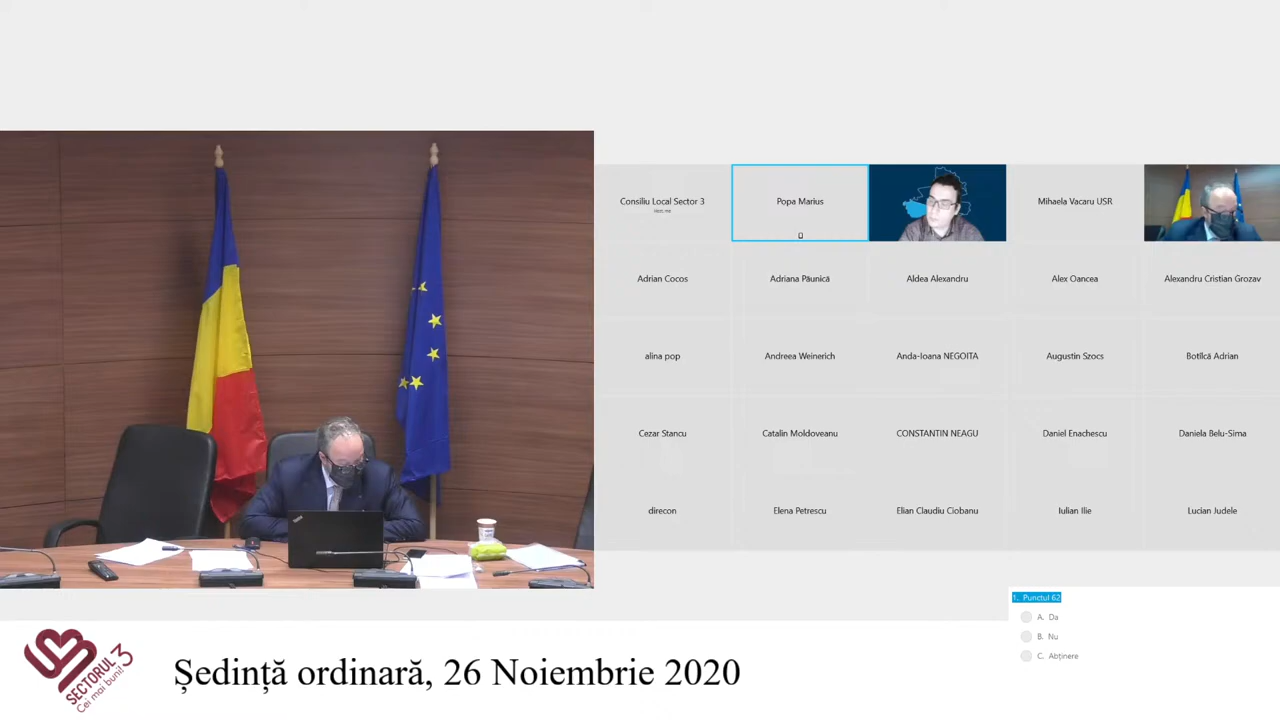 Consiliu Local Sector 3
Popa Marius
Mihaela Vacaru USR
Adrian Cocos
Adriana Păunică
Aldea Alexandru
Alex Oancea
Alexandru Cristian Grozav
alina pop
Andreea Weinerich
Anda-Ioana NEGOITA
Augustin Szocs
Botîlcă Adrian
Cezar Stancu
Catalin Moldoveanu
CONSTANTIN NEAGU
Daniel Enachescu
Daniela Belu-Sima
direcon
Elena Petrescu
Elian Claudiu Ciobanu
Iulian Ilie
Lucian Judele
1. Punctul 62
A. Da
B. Nu
C. Abținere
SECTORUL 3
Cei mai buni!
Ședință ordinară, 26 Noiembrie 2020